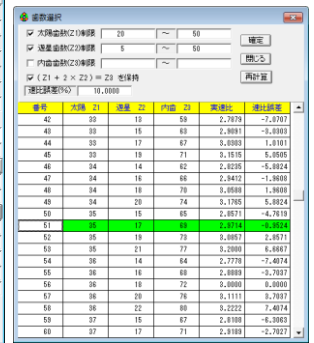 歯数選択
太陽歯数(Z1)制限 20 ～ 50
遊星歯数(Z2)制限 5 ～ 50
内歯歯数(Z3)制限 ～
(Z1 + 2 × Z2) = Z3 を保持
速比誤差(%) 10.0000
確定
閉じる
再計算
番号 太陽 Z1 遊星 Z2 内歯 Z3 実速比 速比誤差
42 33 13 59 2.7879 -7.0707
43 33 15 63 2.9091 -3.0303
44 33 17 67 3.0303 1.0101
45 33 19 71 3.1515 5.0505
46 34 14 62 2.8235 -5.8824
47 34 16 66 2.9412 -1.9608
48 34 18 70 3.0588 1.9608
49 34 20 74 3.1765 5.8824
50 35 15 65 2.8571 -4.7619
51 35 17 69 2.9714 -0.9524
52 35 19 73 3.0857 2.8571
53 35 21 77 3.2000 6.6667
54 36 14 64 2.7778 -7.4074
55 36 16 68 2.8889 -3.7037
56 36 18 72 3.0000 0.0000
57 36 20 76 3.1111 3.7037
58 36 22 80 3.2222 7.4074
59 37 15 67 2.8108 -6.3063
60 37 17 71 2.9189 -2.7027